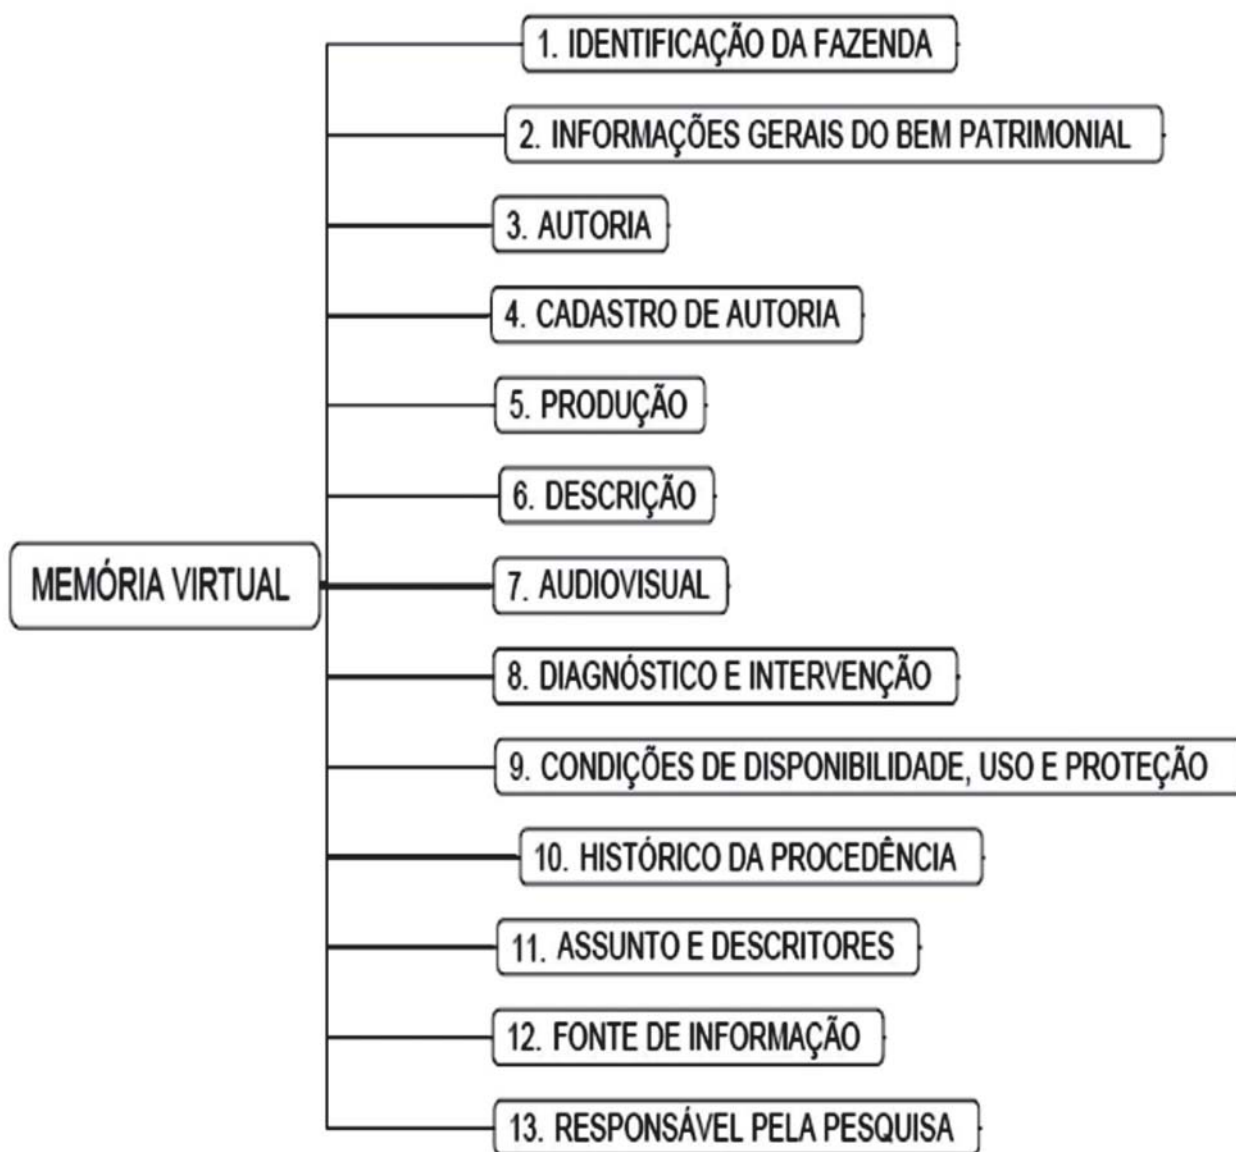 1. IDENTIFICAÇÃO DA FAZENDA
2. INFORMAÇÕES GERAIS DO BEM PATRIMONIAL
3. AUTORIA
4. CADASTRO DE AUTORIA
5. PRODUÇÃO
6. DESCRIÇÃO
MEMÓRIA VIRTUAL
7. AUDIOVISUAL
8. DIAGNÓSTICO E INTERVENÇÃO
9. CONDIÇÕES DE DISPONIBILIDADE, USO E PROTEÇÃO
10. HISTÓRICO DA PROCEDÊNCIA
11. ASSUNTO E DESCRITORES
12. FONTE DE INFORMAÇÃO
13. RESPONSÁVEL PELA PESQUISA